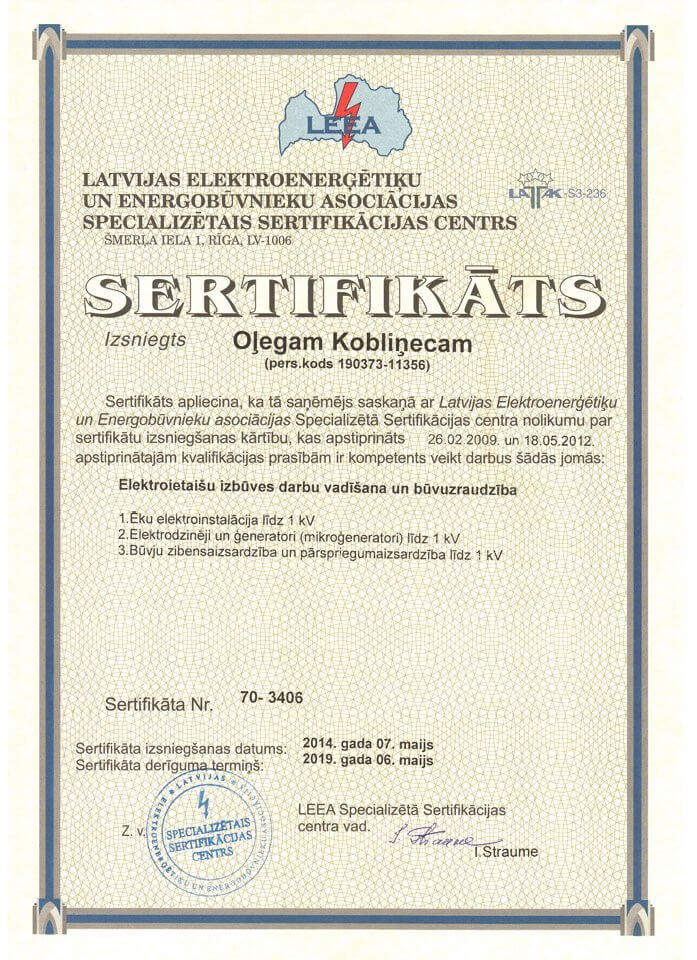 LEEA
LATVIJAS ELEKTROENERĢĒTIĶU
UN ENERGOBŪVNIEKU ASOCIĀCIJAS
SPECIALIZĒTAIS SERTIFIKĀCIJAS CENTRS
ŠMERĻA IELA 1, RĪGA, LV-1006
LATAK-S3-236
SERTIFIKĀTS
Izsniegts Oļegam Kobliņecam
(pers.kods 190373-11356)
Sertifikāts apliecina, ka tā saņēmējs saskaņā ar Latvijas Elektroenerģētiķu
un Energobūvnieku asociācijas Specializētā Sertifikācijas centra nolikumu par
sertifikātu izsniegšanas kārtību, kas apstiprināts 26.02 2009. un 18.05.2012.
apstiprinātajām kvalifikācijas prasībām ir kompetents veikt darbus šādās jomās:
Elektroietaišu izbūves darbu vadīšana un būvuzraudzība
1.Ēku elektroinstalācija līdz 1 kV
2.Elektrodzinēji un ģeneratori (mikroģeneratori) līdz 1 kV
3.Būvju zibensaizsardzība un pārspriegumaizsardzība līdz 1 kV
Sertifikāta Nr. 70- 3406
Sertifikāta izsniegšanas datums: 2014. gada 07. maijs
Sertifikāta derīguma termiņš: 2019. gada 06. maijs
LATVIJAS
SPECIALIZĒTAIS
SERTIFIKĀCIJAS
CENTRS
Z. v.
LEEA Specializētā Sertifikācijas
centra vad.
I.Straume